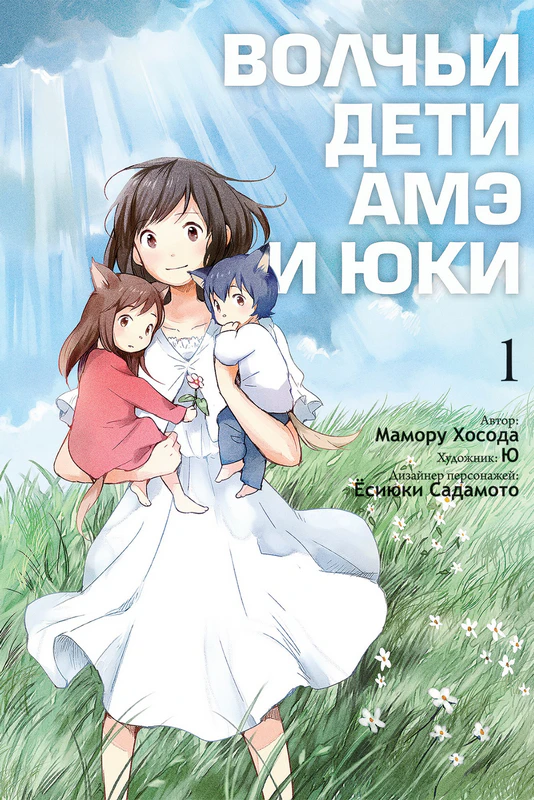 ВОЛЧЬИ
ДЕТИ
АМЭ
И ЮКИ
1
Автор:
Мамору Хосода
Художник: Ю
Дизайнер персонажей:
Ёсиюки Садамото